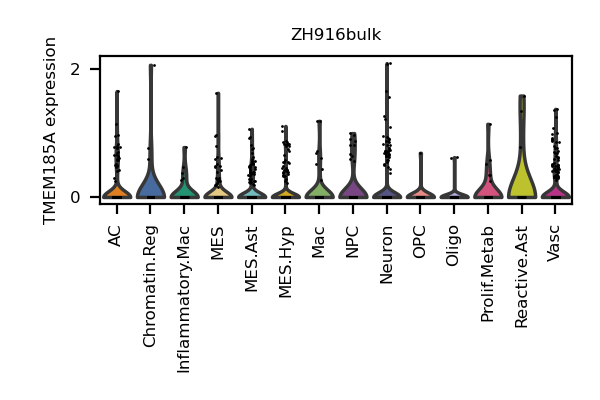 ZH916bulk
TMEM185A expression
2
0
AC
Chromatin.Reg
Inflammatory.Mac
MES
MES.Ast
MES.Hyp
Mac
NPC
Neuron
OPC
Oligo
Prolif.Metab
Reactive.Ast
Vasc